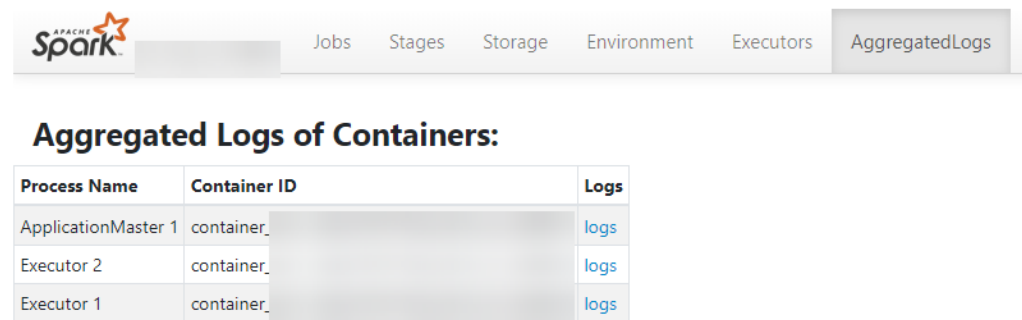 APACHE
Spark™ Jobs Stages Storage Environment Executors AggregatedLogs
Aggregated Logs of Containers:
Process Name Container ID Logs
ApplicationMaster 1 container_ logs
Executor 2 container_ logs
Executor 1 container_ logs